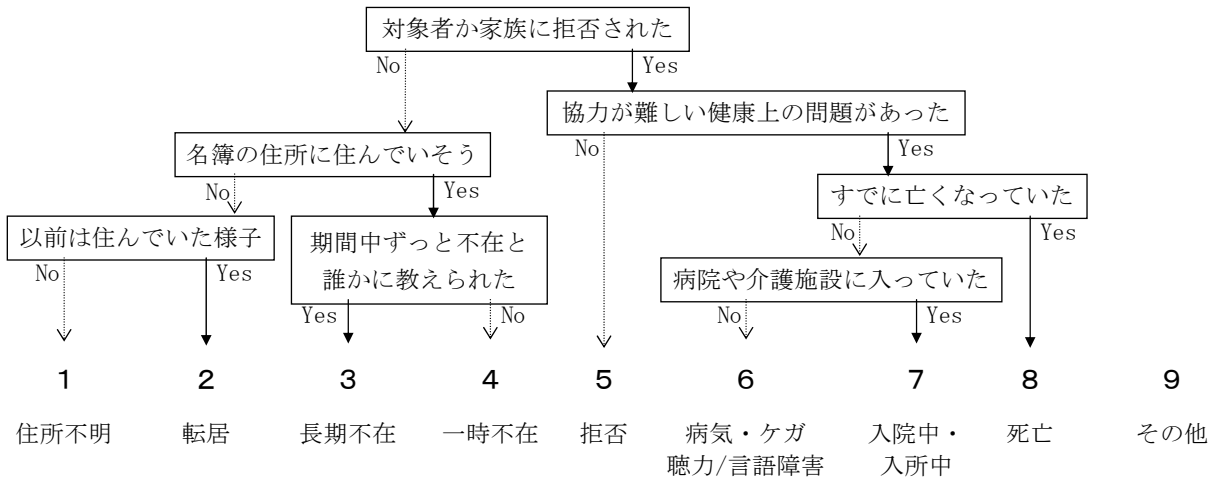 対象者か家族に拒否された
No
Yes
協力が難しい健康上の問題があった
No
Yes
名簿の住所に住んでいそう
No
Yes
すでに亡くなっていた
No
Yes
以前は住んでいた様子
No
Yes
期間中ずっと不在と
誰かに教えられた
Yes
No
病院や介護施設に入っていた
No
Yes
1 2 3 4 5 6 7 8 9
住所不明 転居 長期不在 一時不在 拒否 病気・ケガ 入院中・ 死亡 その他
聴力/言語障害 入所中